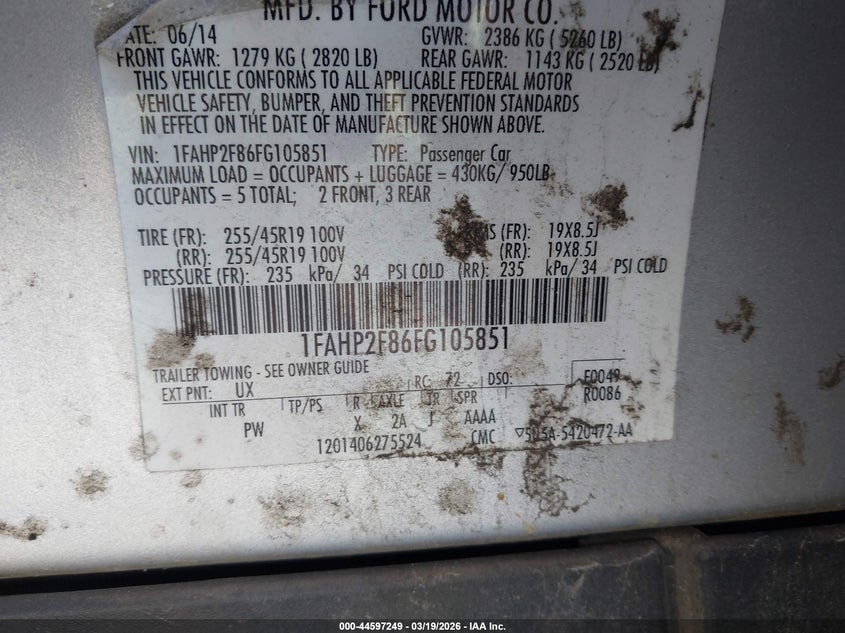 MFD. BY FORD MOTOR CO.
DATE: 06/14 GVWR: 2386 KG ( 5260 LB)
FRONT GAWR: 1279 KG ( 2820 LB) REAR GAWR: 1143 KG ( 2520 LB)
THIS VEHICLE CONFORMS TO ALL APPLICABLE FEDERAL MOTOR
VEHICLE SAFETY, BUMPER, AND THEFT PREVENTION STANDARDS
IN EFFECT ON THE DATE OF MANUFACTURE SHOWN ABOVE.
VIN: 1FAHP2F86FG105851 TYPE: Passenger Car
MAXIMUM LOAD = OCCUPANTS + LUGGAGE = 430KG/ 950LB
OCCUPANTS = 5 TOTAL; 2 FRONT, 3 REAR
TIRE (FR): 255/45R19 100V (FR): 19X8.5J
(RR): 255/45R19 100V (RR): 19X8.5J
PRESSURE (FR): 235 kPa/ 34 PSI COLD (RR): 235 kPa/ 34 PSI COLD
1FAHP2F86FG105851
TRAILER TOWING - SEE OWNER GUIDE
EXT PNT: UX RC: 72 DSO: F0049
R0086
INT TR TP/PS R AXLE TR SPR
PW X 2A J AAAA
1201406275524 CMC -5420472-AA
000-44597249 - 03/19/2026 - IAA Inc.